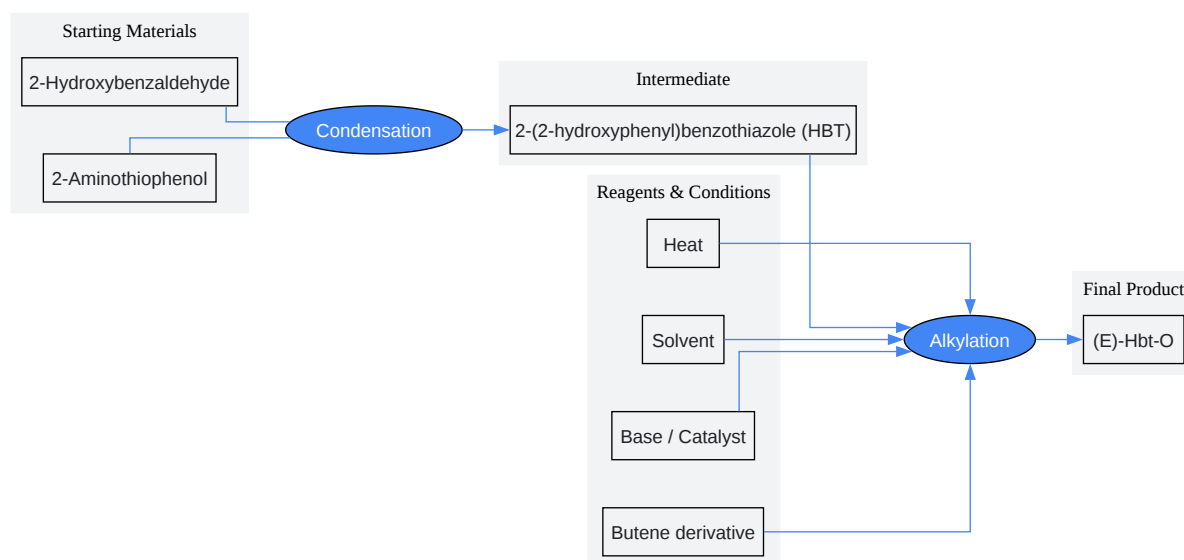 Starting Materials
2-Hydroxybenzaldehyde
2-Aminothiophenol
Condensation
Intermediate
2-(2-hydroxyphenyl)benzothiazole (HBT)
Reagents & Conditions
Heat
Solvent
Base / Catalyst
Butene derivative
Alkylation
Final Product
(E)-Hbt-O